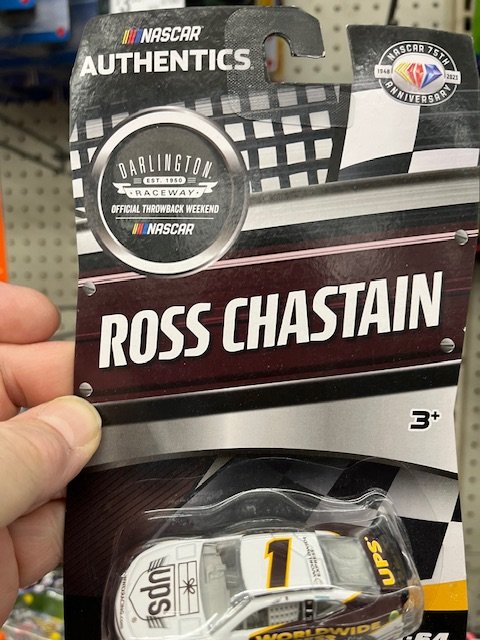 NASCAR
AUTHENTICS
NASCAR 75TH
1948 2023
ANNIVERSARY
DARLINGTON
EST. 1950
RACEWAY
OFFICIAL THROWBACK WEEKEND
NASCAR
ROSS CHASTAIN
3+
1
ups
UPS
WORLDWIDE
:64